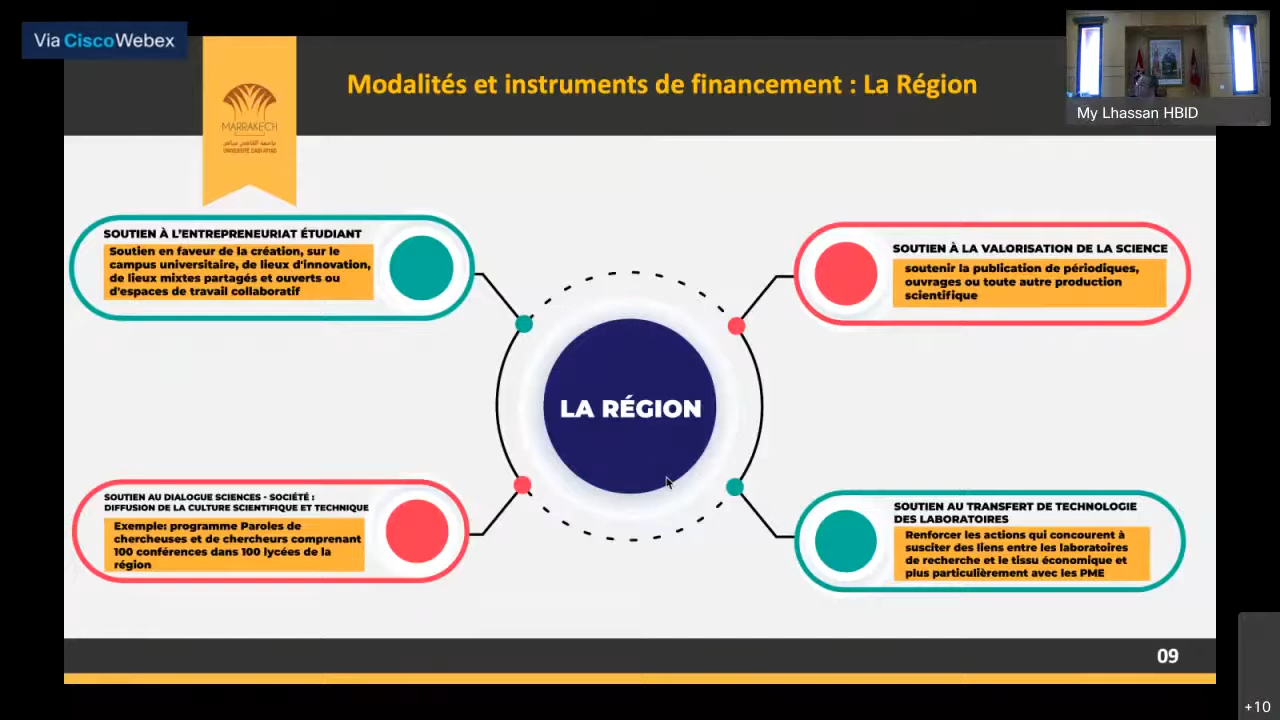 Via Cisco Webex
Modalités et instruments de financement : La Région
My Lhassan HBID
MARRAKECH
UNIVERSITÉ CADI AYYAD
SOUTIEN À L'ENTREPRENEURIAT ÉTUDIANT
Soutien en faveur de la création, sur le
campus universitaire, de lieux d'innovation,
de lieux mixtes partagés et ouverts ou
d'espaces de travail collaboratif
SOUTIEN À LA VALORISATION DE LA SCIENCE
soutenir la publication de périodiques,
ouvrages ou toute autre production
scientifique
LA RÉGION
SOUTIEN AU DIALOGUE SCIENCES - SOCIÉTÉ :
DIFFUSION DE LA CULTURE SCIENTIFIQUE ET TECHNIQUE
Exemple: programme Paroles de
chercheuses et de chercheurs comprenant
100 conférences dans 100 lycées de la
région
SOUTIEN AU TRANSFERT DE TECHNOLOGIE
DES LABORATOIRES
Renforcer les actions qui concourent à
susciter des liens entre les laboratoires
de recherche et le tissu économique et
plus particulièrement avec les PME
09
+10